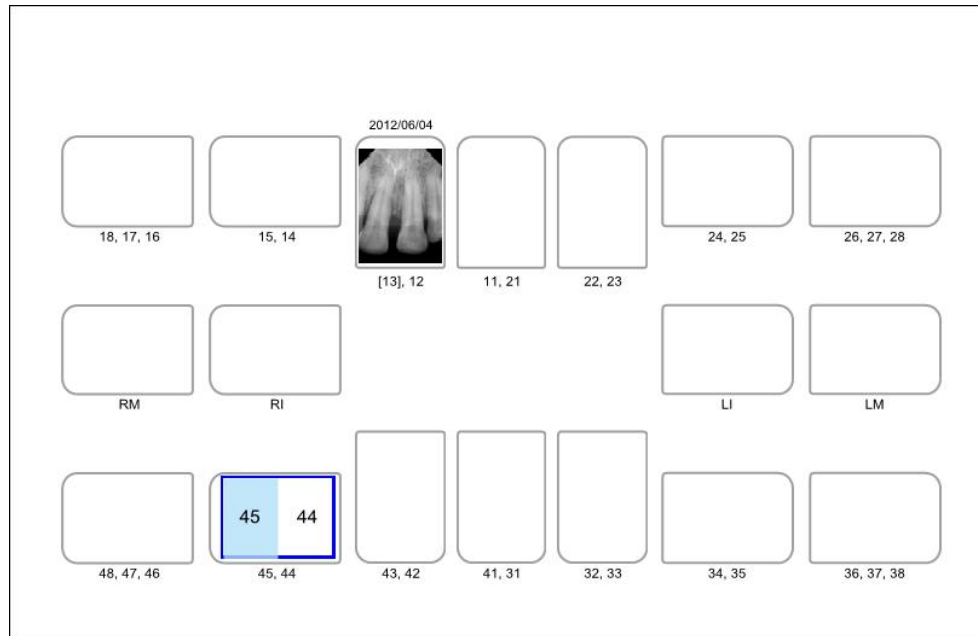 2012/06/04
18, 17, 16
15, 14
[13], 12
11, 21
22, 23
24, 25
26, 27, 28
RM
RI
LI
LM
45
44
48, 47, 46
45, 44
43, 42
41, 31
32, 33
34, 35
36, 37, 38